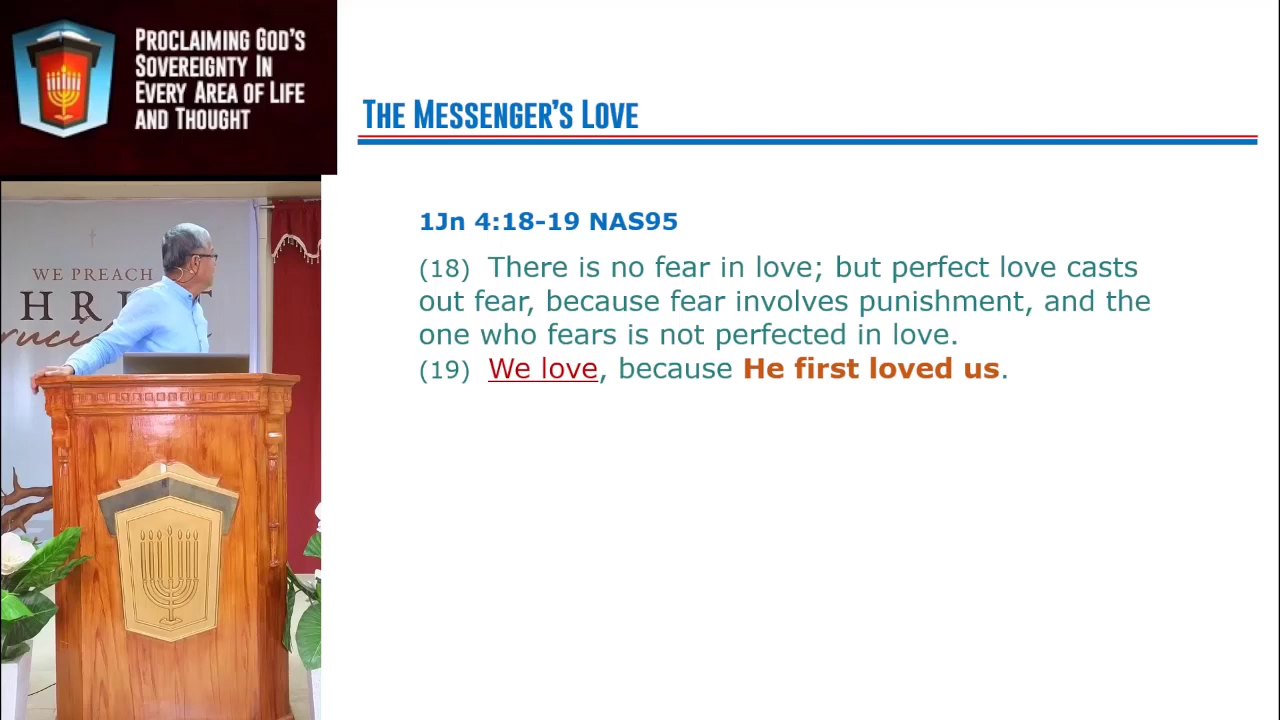 PROCLAIMING GOD'S
SOVEREIGNTY IN
EVERY AREA OF LIFE
AND THOUGHT
THE MESSENGER'S LOVE
1Jn 4:18-19 NAS95
(18) There is no fear in love; but perfect love casts
out fear, because fear involves punishment, and the
one who fears is not perfected in love.
(19) We love, because He first loved us.
WE PREACH